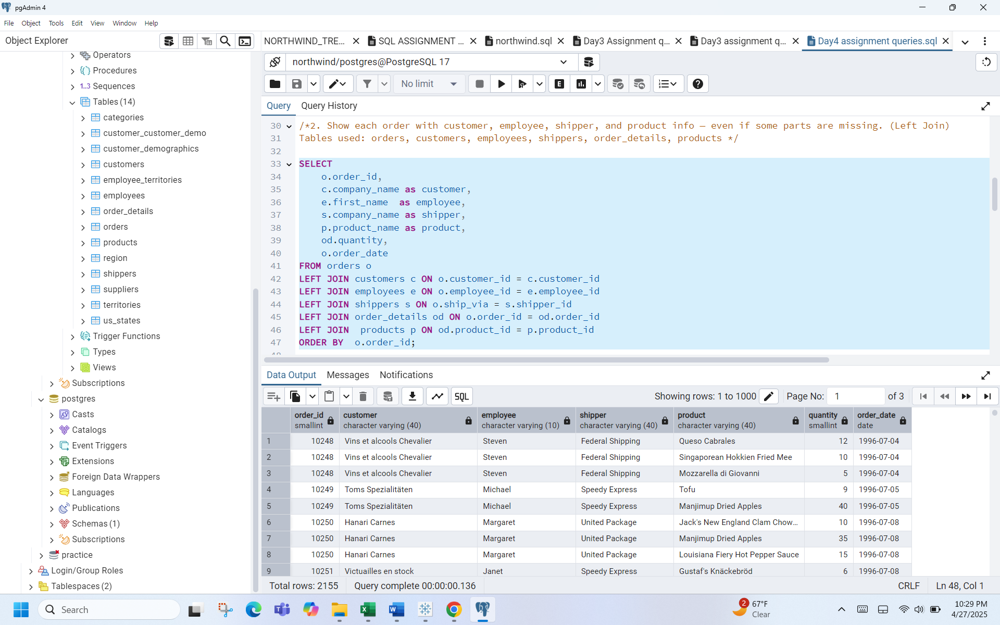 pgAdmin 4
File Object Tools Edit View Window Help
Object Explorer
NORTHWIND_TRE... SQL ASSIGNMENT ... northwind.sql Day3 Assignment q... Day3 assignment q... Day4 assignment queries.sql
northwind/postgres@PostgreSQL 17
No limit
E
Query Query History
Operators
Procedures
1..3 Sequences
Tables (14)
categories
customer_customer_demo
customer_demographics
customers
employee_territories
employees
order_details
orders
products
region
shippers
suppliers
territories
us_states
Trigger Functions
Types
Views
Subscriptions
postgres
Casts
Catalogs
Event Triggers
Extensions
Foreign Data Wrappers
Languages
Publications
Schemas (1)
Subscriptions
practice
Login/Group Roles
Tablespaces (2)
30 /*2. Show each order with customer, employee, shipper, and product info – even if some parts are missing. (Left Join)
31 Tables used: orders, customers, employees, shippers, order_details, products */
32
33 SELECT
34 o.order_id,
35 c.company_name as customer,
36 e.first_name  as employee,
37 s.company_name as shipper,
38 p.product_name as product,
39 od.quantity,
40 o.order_date
41 FROM orders o
42 LEFT JOIN customers c ON o.customer_id = c.customer_id
43 LEFT JOIN employees e ON o.employee_id = e.employee_id
44 LEFT JOIN shippers s ON o.ship_via = s.shipper_id
45 LEFT JOIN order_details od ON o.order_id = od.order_id
46 LEFT JOIN  products p ON od.product_id = p.product_id
47 ORDER BY  o.order_id;
48
Data Output Messages Notifications
SQL Showing rows: 1 to 1000 Page No: 1 of 3
order_id customer employee shipper product quantity order_date
smallint character varying (40) character varying (10) character varying (40) character varying (40) smallint date
1 10248 Vins et alcools Chevalier Steven Federal Shipping Queso Cabrales 12 1996-07-04
2 10248 Vins et alcools Chevalier Steven Federal Shipping Singaporean Hokkien Fried Mee 10 1996-07-04
3 10248 Vins et alcools Chevalier Steven Federal Shipping Mozzarella di Giovanni 5 1996-07-04
4 10249 Toms Spezialitäten Michael Speedy Express Tofu 9 1996-07-05
5 10249 Toms Spezialitäten Michael Speedy Express Manjimup Dried Apples 40 1996-07-05
6 10250 Hanari Carnes Margaret United Package Jack's New England Clam Chow... 10 1996-07-08
7 10250 Hanari Carnes Margaret United Package Manjimup Dried Apples 35 1996-07-08
8 10250 Hanari Carnes Margaret United Package Louisiana Fiery Hot Pepper Sauce 15 1996-07-08
9 10251 Victuailles en stock Janet Speedy Express Gustaf's Knäckebröd 6 1996-07-08
Total rows: 2155 Query complete 00:00:00.136 CRLF Ln 48, Col 1
Search
2 67°F
Clear
10:29 PM
4/27/2025